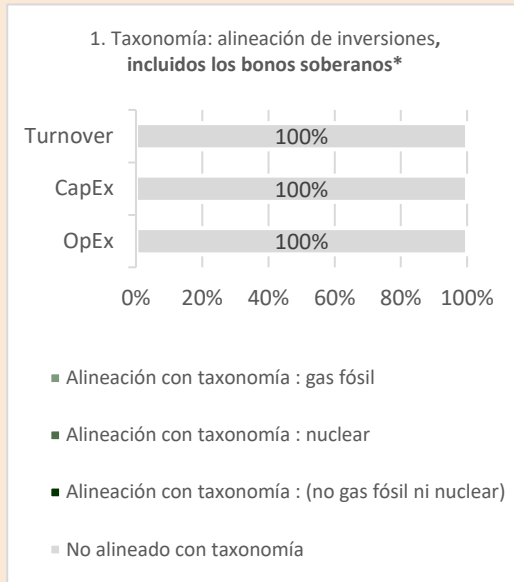 1. Taxonomía: alineación de inversiones,
incluidos los bonos soberanos*
Turnover 100%
CapEx 100%
OpEx 100%
0% 20% 40% 60% 80% 100%
Alineación con taxonomía : gas fósil
Alineación con taxonomía : nuclear
Alineación con taxonomía : (no gas fósil ni nuclear)
No alineado con taxonomía